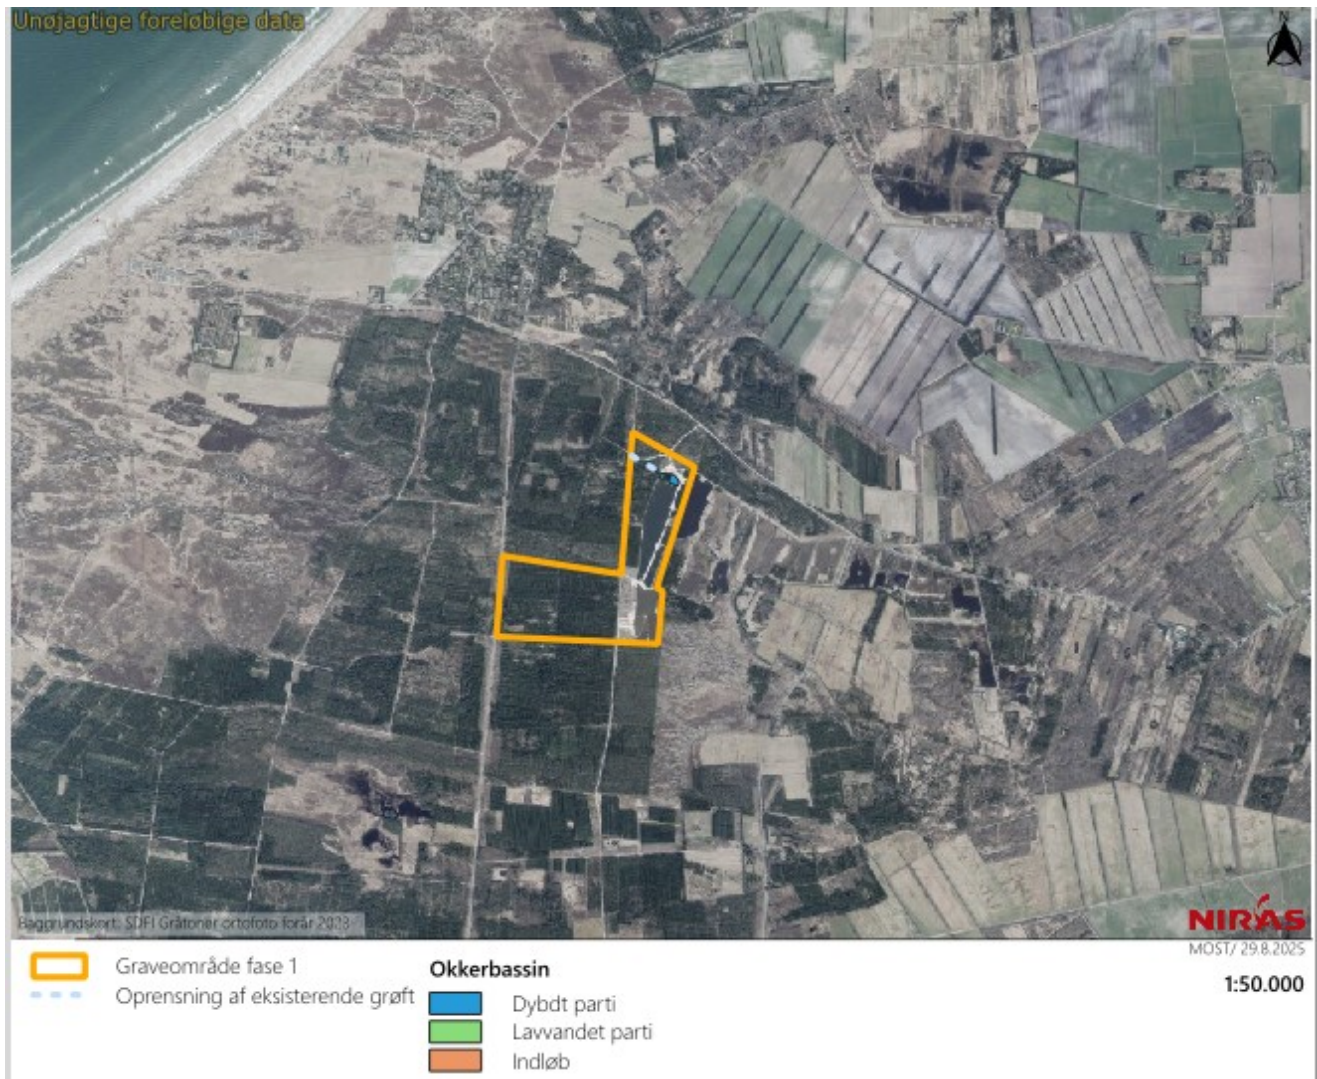 Unøjagtige foreløbige data
N
Baggrundskort: SDFI Gråtoner ortofoto forår 2023
NIRAS
MOST/ 29.8.2025
1:50.000
Graveområde fase 1
Oprensning af eksisterende grøft
Okkerbassin
Dybdt parti
Lavvandet parti
Indløb